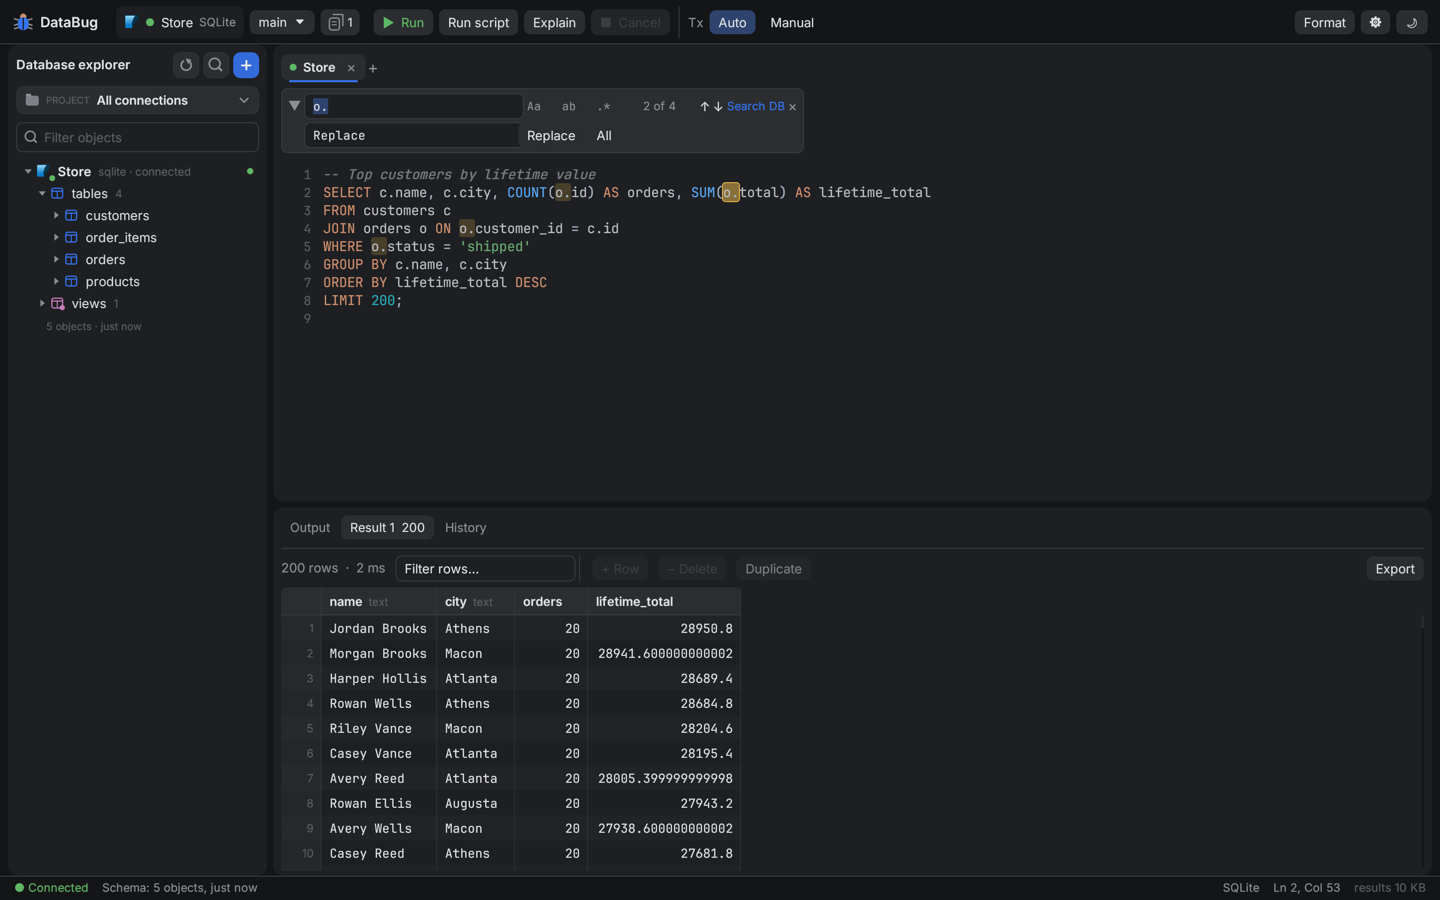 DataBug Store SQLite main 1 Run Run script Explain Cancel Tx Auto Manual Format
Database explorer
PROJECT All connections
Filter objects
Store sqlite · connected
tables 4
customers
order_items
orders
products
views 1
5 objects · just now
Store × +
o. Aa ab .* 2 of 4 ↑ ↓ Search DB ×
Replace Replace All
1 -- Top customers by lifetime value
2 SELECT c.name, c.city, COUNT(o.id) AS orders, SUM(o.total) AS lifetime_total
3 FROM customers c
4 JOIN orders o ON o.customer_id = c.id
5 WHERE o.status = 'shipped'
6 GROUP BY c.name, c.city
7 ORDER BY lifetime_total DESC
8 LIMIT 200;
9
Output Result 1 200 History
200 rows · 2 ms Filter rows... + Row − Delete Duplicate Export
name text city text orders lifetime_total
1 Jordan Brooks Athens 20 28950.8
2 Morgan Brooks Macon 20 28941.600000000002
3 Harper Hollis Atlanta 20 28689.4
4 Rowan Wells Athens 20 28684.8
5 Riley Vance Macon 20 28204.6
6 Casey Vance Atlanta 20 28195.4
7 Avery Reed Atlanta 20 28005.399999999998
8 Rowan Ellis Augusta 20 27943.2
9 Avery Wells Macon 20 27938.600000000002
10 Casey Reed Athens 20 27681.8
Connected Schema: 5 objects, just now SQLite Ln 2, Col 53 results 10 KB